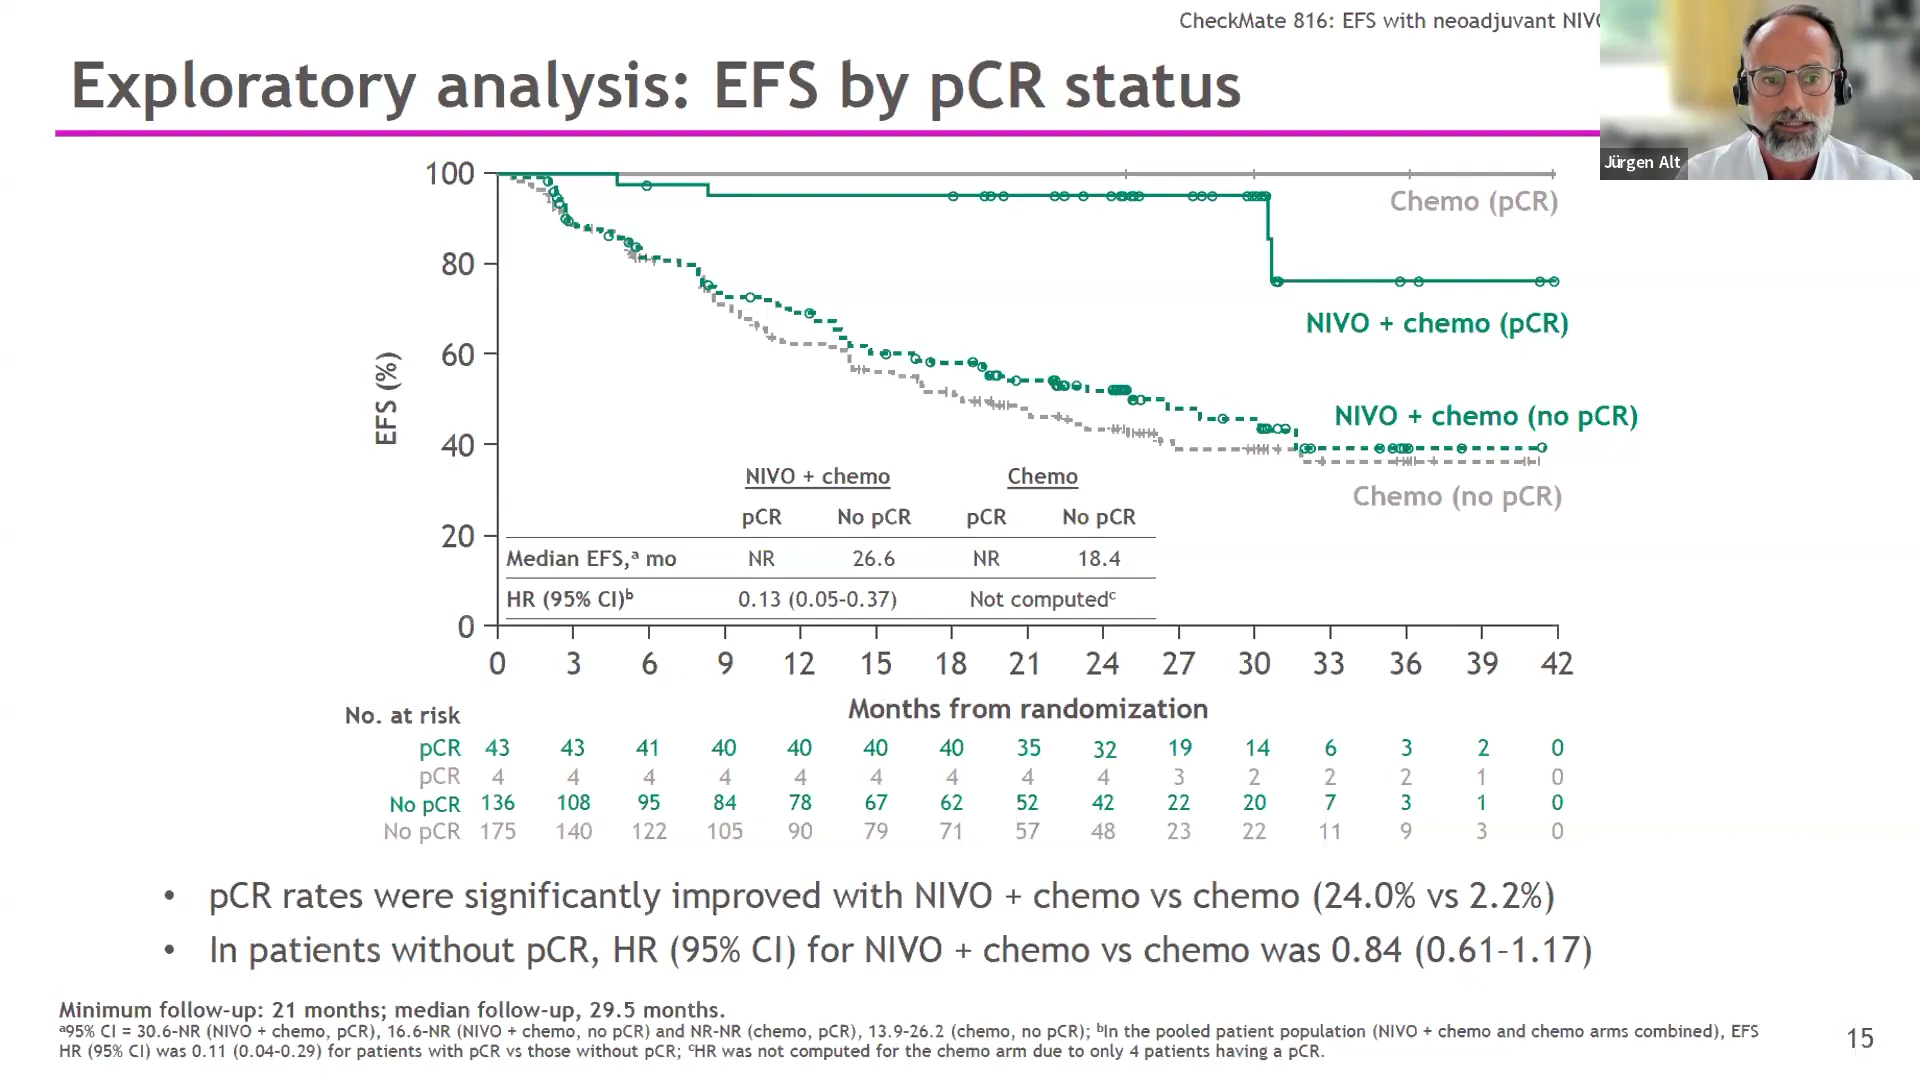 CheckMate 816: EFS with neoadjuvant
Jürgen Alt
Exploratory analysis: EFS by pCR status
EFS (%)
100
80
60
40
20
0
Chemo (pCR)
NIVO + chemo (pCR)
NIVO + chemo (no pCR)
Chemo (no pCR)
NIVO + chemo Chemo
pCR No pCR pCR No pCR
Median EFS,ᵃ mo NR 26.6 NR 18.4
HR (95% CI)ᵇ 0.13 (0.05–0.37) Not computedᶜ
0 3 6 9 12 15 18 21 24 27 30 33 36 39 42
Months from randomization
No. at risk
pCR 43 43 41 40 40 40 40 35 32 19 14 6 3 2 0
pCR 4 4 4 4 4 4 4 4 4 3 2 2 2 1 0
No pCR 136 108 95 84 78 67 62 52 42 22 20 7 3 1 0
No pCR 175 140 122 105 90 79 71 57 48 23 22 11 9 3 0
• pCR rates were significantly improved with NIVO + chemo vs chemo (24.0% vs 2.2%)
• In patients without pCR, HR (95% CI) for NIVO + chemo vs chemo was 0.84 (0.61–1.17)
Minimum follow-up: 21 months; median follow-up, 29.5 months.
ᵃ95% CI = 30.6–NR (NIVO + chemo, pCR), 16.6–NR (NIVO + chemo, no pCR) and NR–NR (chemo, pCR), 13.9–26.2 (chemo, no pCR); ᵇIn the pooled patient population (NIVO + chemo and chemo arms combined), EFS
HR (95% CI) was 0.11 (0.04–0.29) for patients with pCR vs those without pCR; ᶜHR was not computed for the chemo arm due to only 4 patients having a pCR.
15